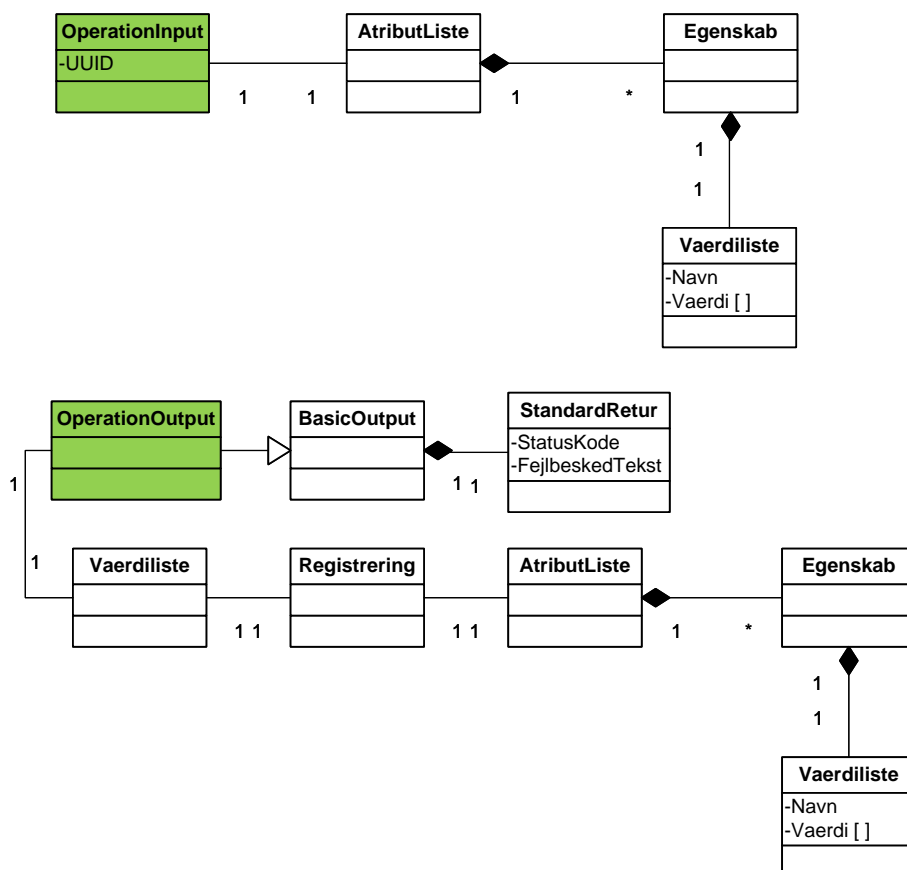 OperationInput
-UUID
AtributListe
Egenskab
1
1
1
*
1
1
Vaerdiliste
-Navn
-Vaerdi [ ]
OperationOutput
BasicOutput
StandardRetur
-StatusKode
-FejlbeskedTekst
1
1
1
1
Vaerdiliste
Registrering
AtributListe
Egenskab
1 1
1 1
1
*
1
1
Vaerdiliste
-Navn
-Vaerdi [ ]